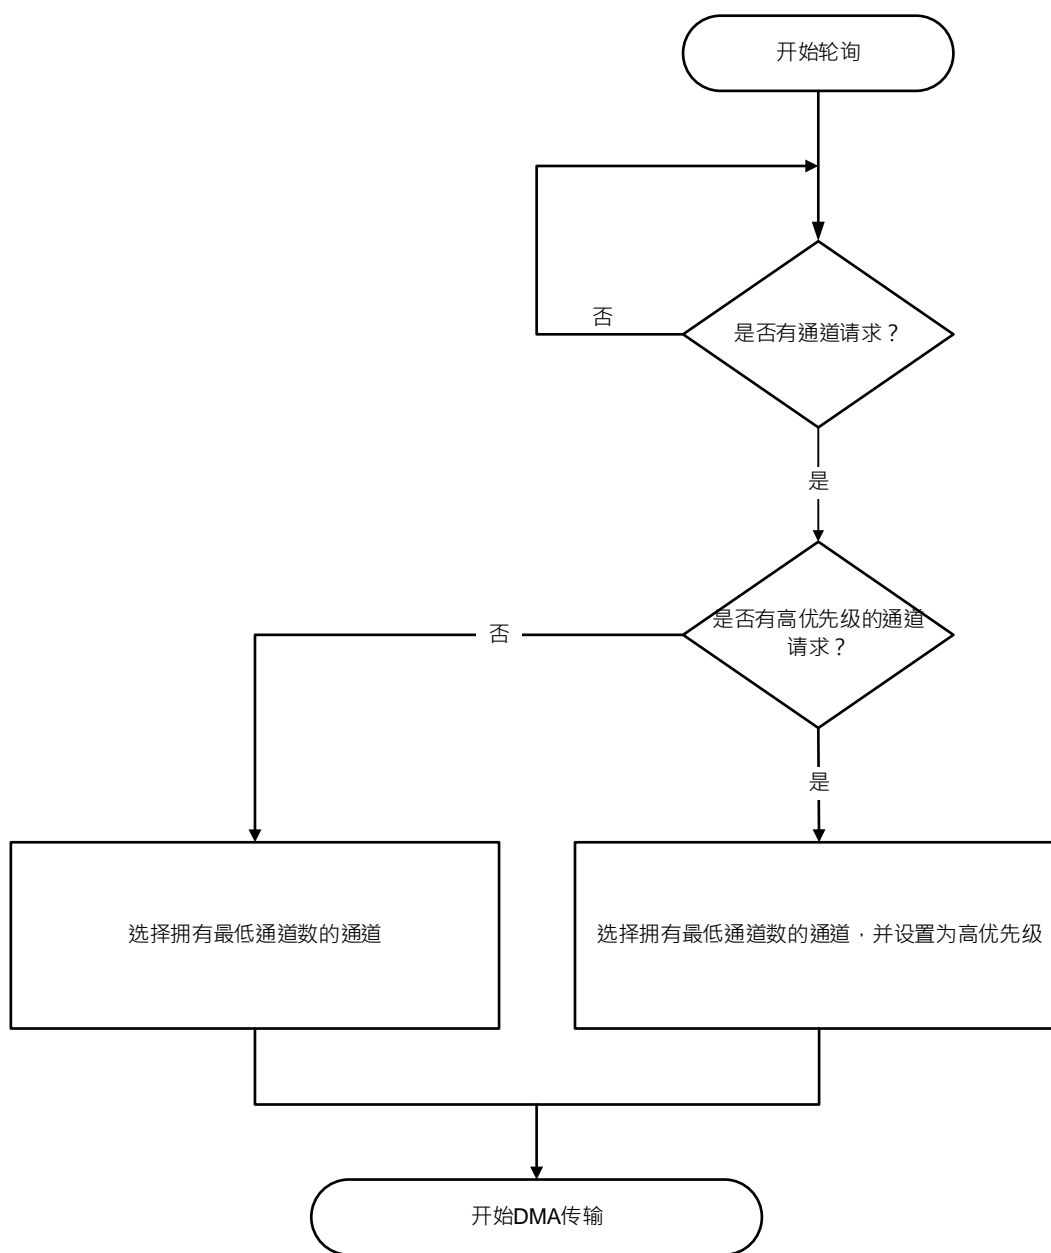 开始轮询
否
是否有通道请求？
是
是否有高优先级的通道
请求？
否
是
选择拥有最低通道数的通道
选择拥有最低通道数的通道，并设置为高优先级
开始DMA传输